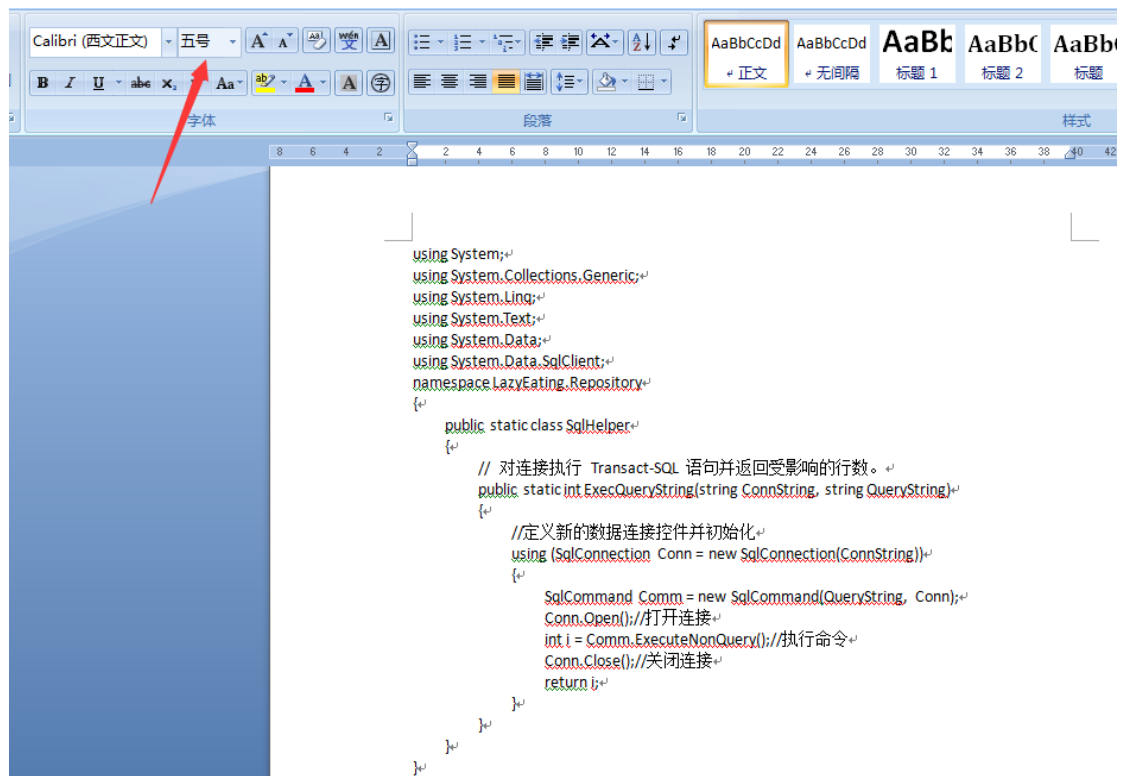 Calibri (西文正文) 五号 A A wén 变 A
B I U abc x₂ Aa ab A A 字
字体 段落 样式
AaBbCcDd AaBbCcDd AaBb AaBbC AaBb
正文 无间隔 标题 1 标题 2 标题
8 6 4 2 2 4 6 8 10 12 14 16 18 20 22 24 26 28 30 32 34 36 38 40 42
using System;
using System.Collections.Generic;
using System.Linq;
using System.Text;
using System.Data;
using System.Data.SqlClient;
namespace LazyEating.Repository
{
public static class SqlHelper
{
// 对连接执行 Transact-SQL 语句并返回受影响的行数。
public static int ExecQueryString(string ConnString, string QueryString)
{
//定义新的数据连接控件并初始化
using (SqlConnection Conn = new SqlConnection(ConnString))
{
SqlCommand Comm = new SqlCommand(QueryString, Conn);
Conn.Open();//打开连接
int i = Comm.ExecuteNonQuery();//执行命令
Conn.Close();//关闭连接
return i;
}
}
}
}